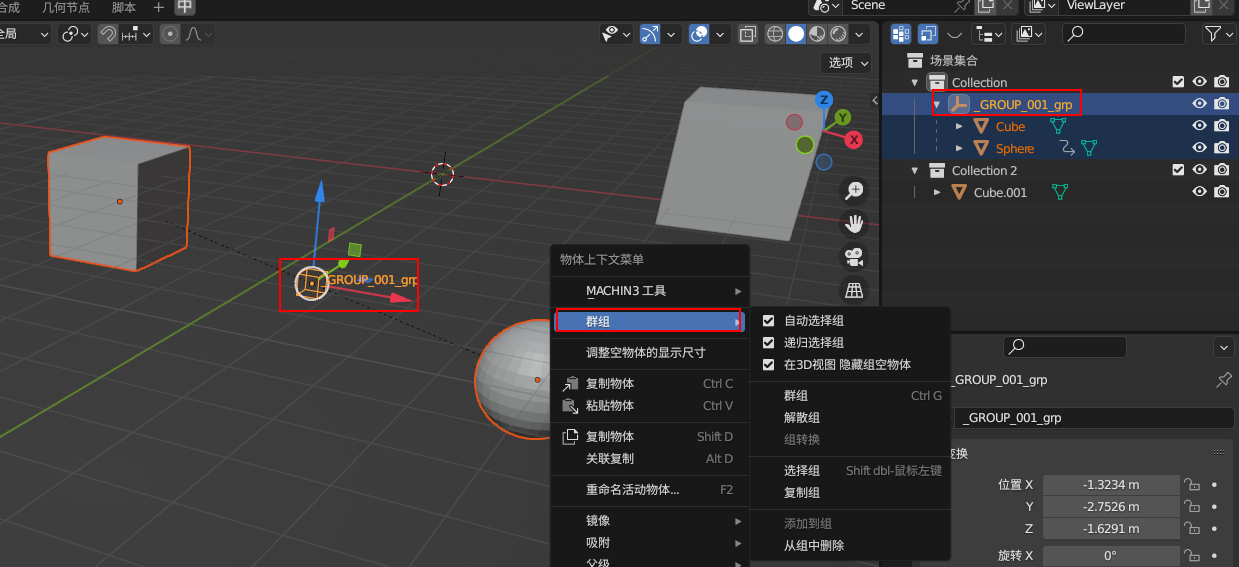 合成 几何节点 脚本 + 中 Scene ViewLayer
全局
选项
场景集合
Collection
_GROUP_001_grp
Cube
Sphere
Collection 2
Cube.001
Z
Y
X
_GROUP_001_grp
物体上下文菜单
MACHIN3 工具
群组
调整空物体的显示尺寸
复制物体 Ctrl C
粘贴物体 Ctrl V
复制物体 Shift D
关联复制 Alt D
重命名活动物体... F2
镜像
吸附
父级
自动选择组
递归选择组
在3D视图 隐藏组空物体
群组 Ctrl G
解散组
组转换
选择组 Shift dbl-鼠标左键
复制组
添加到组
从组中删除
_GROUP_001_grp
_GROUP_001_grp
变换
位置 X -1.3234 m
Y -2.7526 m
Z -1.6291 m
旋转 X 0°